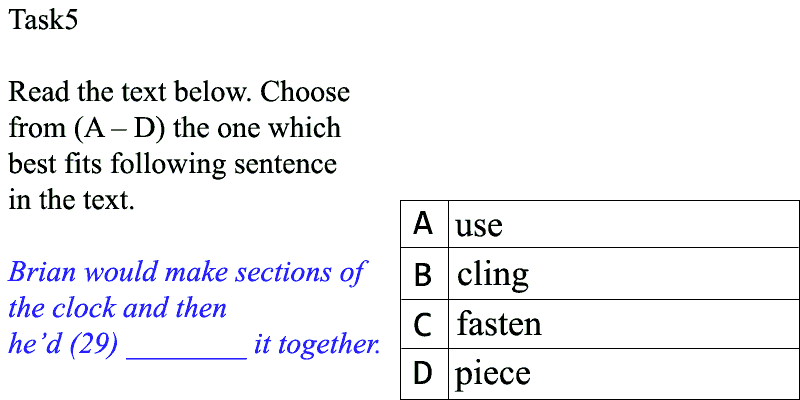 Task5
Read the text below. Choose
from (A – D) the one which
best fits following sentence
in the text.
Brian would make sections of
the clock and then
he’d (29) ________ it together.
A use
B cling
C fasten
D piece